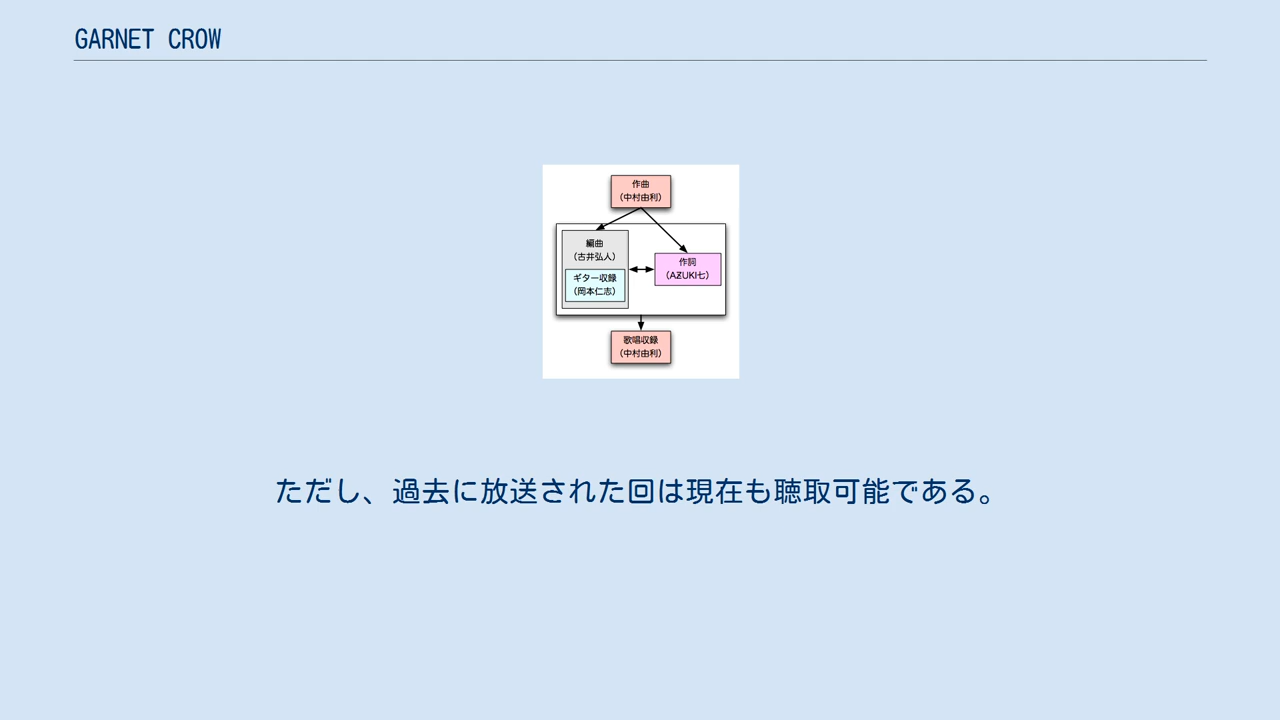 GARNET CROW
作曲
（中村由利）
編曲
（古井弘人）
ギター収録
（岡本仁志）
作詞
（AZUKI七）
歌唱収録
（中村由利）
ただし、過去に放送された回は現在も聴取可能である。